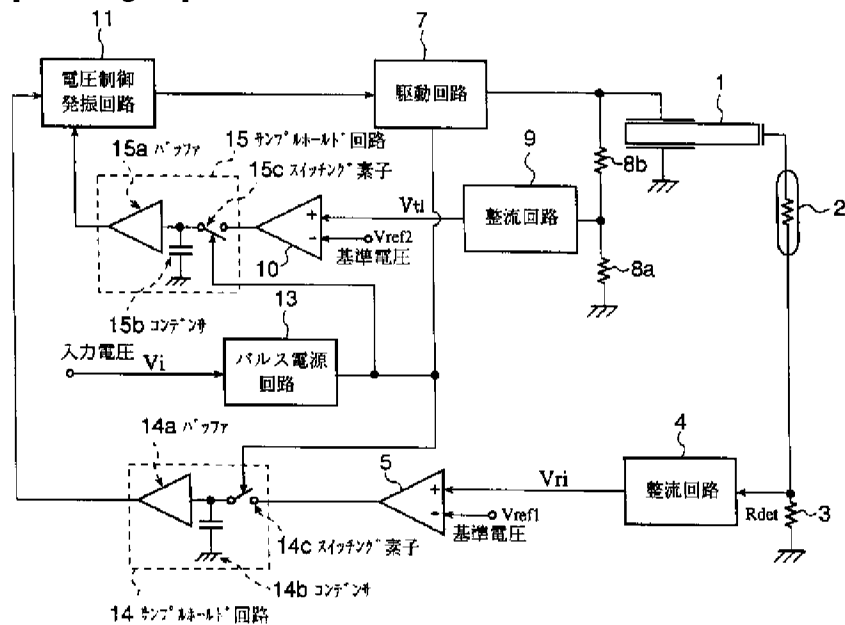 11
電圧制御
発振回路
7
駆動回路
1
15 サンプルホールド回路
15a バッファ
15c スイッチング素子
8b
9
整流回路
2
Vti
+
-
10
Vref2
基準電圧
8a
15b コンデンサ
13
パルス電源
回路
入力電圧
Vi
14a バッファ
5
4
整流回路
Vri
+
-
Vref1
基準電圧
Rdet
3
14c スイッチング素子
14b コンデンサ
14 サンプルホールド回路